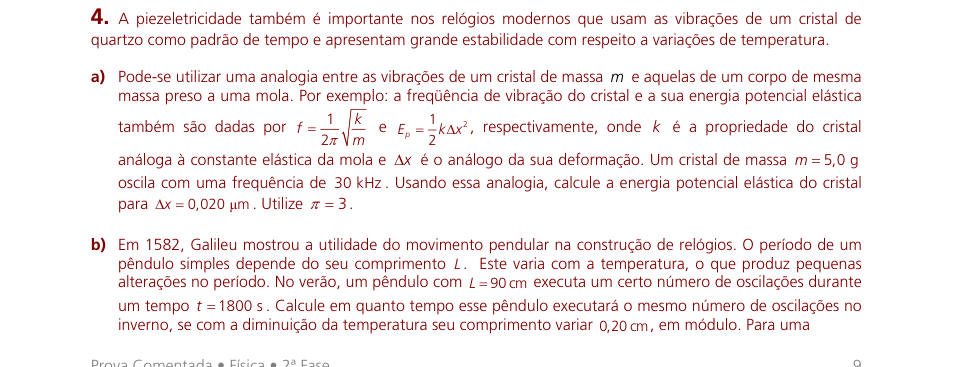 4. A piezeletricidade também é importante nos relógios modernos que usam as vibrações de um cristal de
quartzo como padrão de tempo e apresentam grande estabilidade com respeito a variações de temperatura.
a) Pode-se utilizar uma analogia entre as vibrações de um cristal de massa m e aquelas de um corpo de mesma
massa preso a uma mola. Por exemplo: a freqüência de vibração do cristal e a sua energia potencial elástica
também são dadas por f = \frac{1}{2\pi}\sqrt{\frac{k}{m}} e E_p = \frac{1}{2}kΔx², respectivamente, onde k é a propriedade do cristal
análoga à constante elástica da mola e Δx é o análogo da sua deformação. Um cristal de massa m = 5,0 g
oscila com uma frequência de 30 kHz. Usando essa analogia, calcule a energia potencial elástica do cristal
para Δx = 0,020 μm. Utilize π = 3.
b) Em 1582, Galileu mostrou a utilidade do movimento pendular na construção de relógios. O período de um
pêndulo simples depende do seu comprimento L. Este varia com a temperatura, o que produz pequenas
alterações no período. No verão, um pêndulo com L = 90 cm executa um certo número de oscilações durante
um tempo t = 1800 s. Calcule em quanto tempo esse pêndulo executará o mesmo número de oscilações no
inverno, se com a diminuição da temperatura seu comprimento variar 0,20 cm, em módulo. Para uma
Prova Comentada • Física • 2ª Fase 9